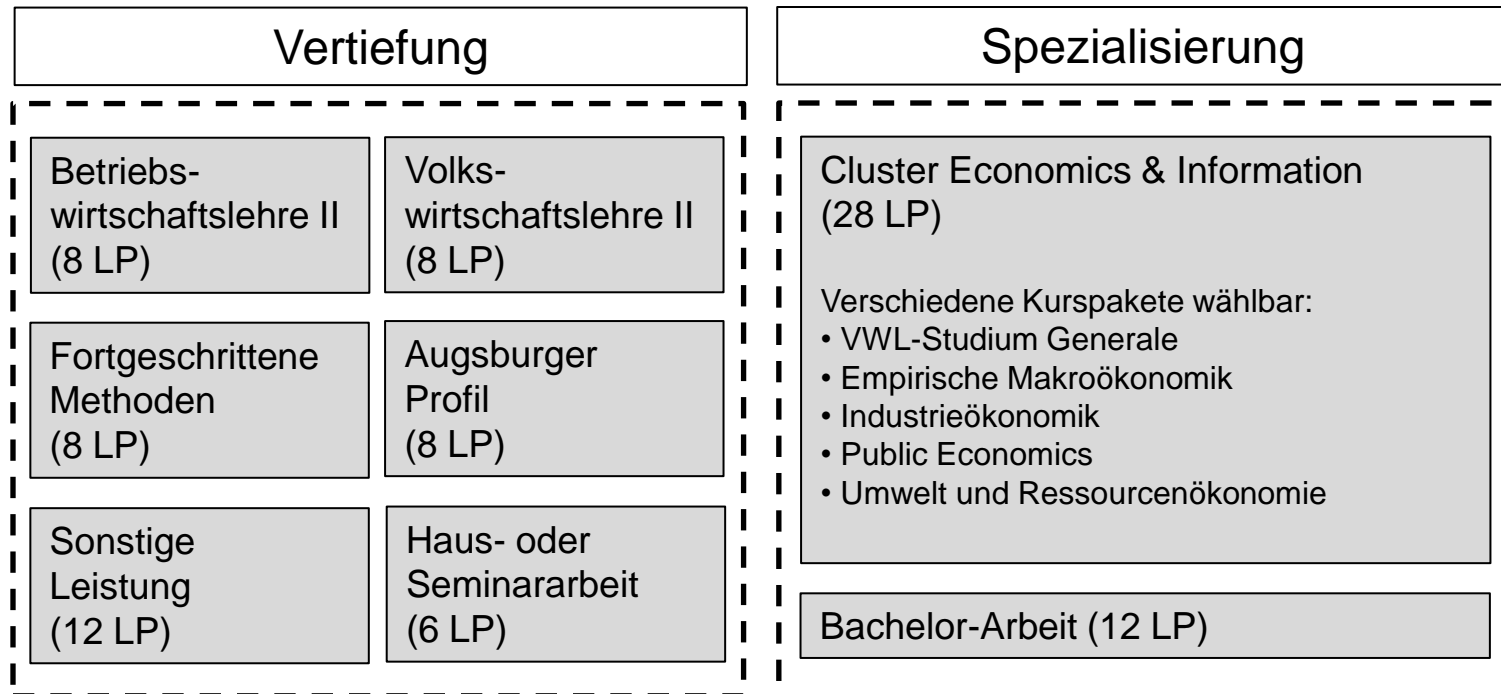 Vertiefung
Betriebs-
wirtschaftslehre II
(8 LP)
Volks-
wirtschaftslehre II
(8 LP)
Fortgeschrittene
Methoden
(8 LP)
Augsburger
Profil
(8 LP)
Sonstige
Leistung
(12 LP)
Haus- oder
Seminararbeit
(6 LP)
Spezialisierung
Cluster Economics & Information
(28 LP)
Verschiedene Kurspakete wählbar:
• VWL-Studium Generale
• Empirische Makroökonomik
• Industrieökonomik
• Public Economics
• Umwelt und Ressourcenökonomie
Bachelor-Arbeit (12 LP)